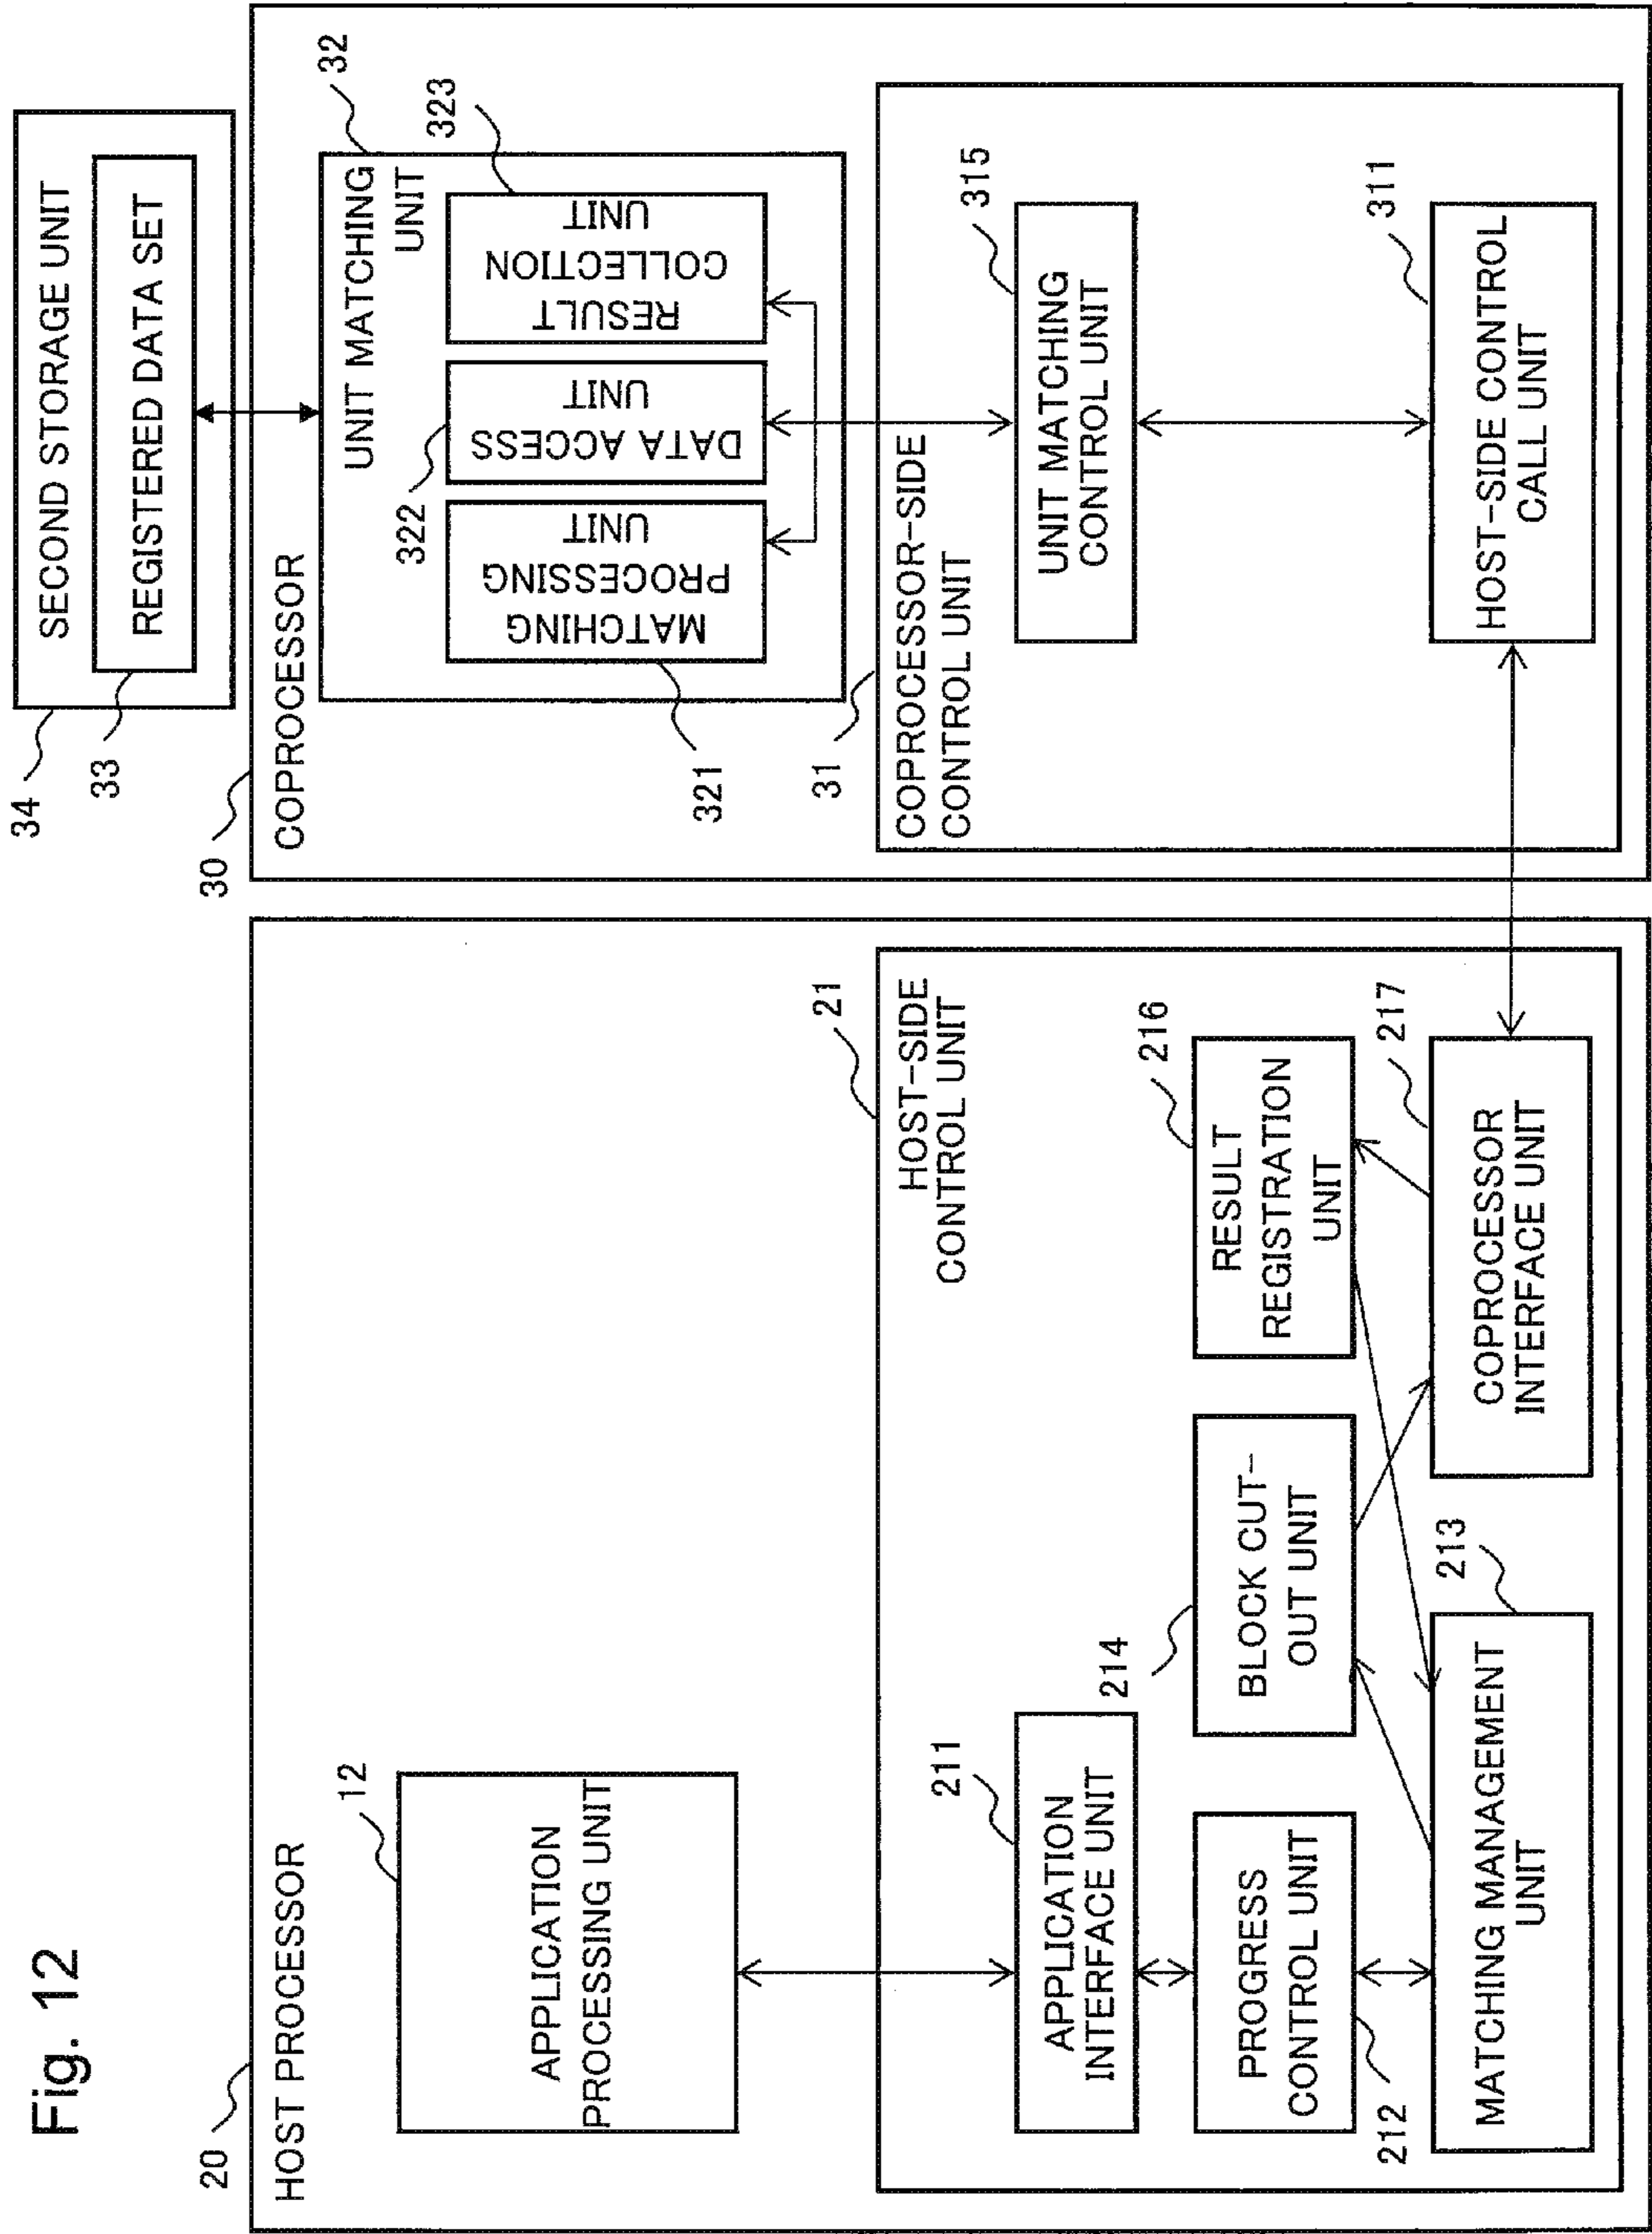 Fig. 12
20
HOST PROCESSOR
12
APPLICATION
PROCESSING UNIT
21
HOST-SIDE
CONTROL UNIT
211
APPLICATION
INTERFACE UNIT
212
PROGRESS
CONTROL UNIT
214
BLOCK CUT-
OUT UNIT
216
RESULT
REGISTRATION
UNIT
213
MATCHING MANAGEMENT
UNIT
217
COPROCESSOR
INTERFACE UNIT
34
SECOND STORAGE UNIT
33
REGISTERED DATA SET
30
COPROCESSOR
32
UNIT MATCHING
UNIT
321
MATCHING
PROCESSING
UNIT
322
DATA ACCESS
UNIT
323
RESULT
COLLECTION
UNIT
31
COPROCESSOR-SIDE
CONTROL UNIT
315
UNIT MATCHING
CONTROL UNIT
311
HOST-SIDE CONTROL
CALL UNIT